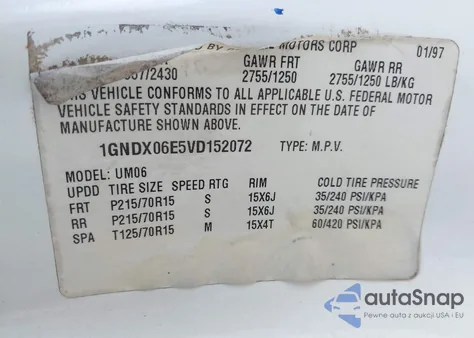 BY MOTORS CORP 01/97
GAWR FRT GAWR RR
/2430 2755/1250 2755/1250 LB/KG
VEHICLE CONFORMS TO ALL APPLICABLE U.S. FEDERAL MOTOR
VEHICLE SAFETY STANDARDS IN EFFECT ON THE DATE OF
MANUFACTURE SHOWN ABOVE.
1GNDX06E5VD152072 TYPE: M.P.V.
MODEL: UM06
UPDD TIRE SIZE SPEED RTG RIM COLD TIRE PRESSURE
FRT P215/70R15 S 15X6J 35/240 PSI/KPA
RR P215/70R15 S 15X6J 35/240 PSI/KPA
SPA T125/70R15 M 15X4T 60/420 PSI/KPA
autoSnap
Pewne auta z aukcji USA i EU